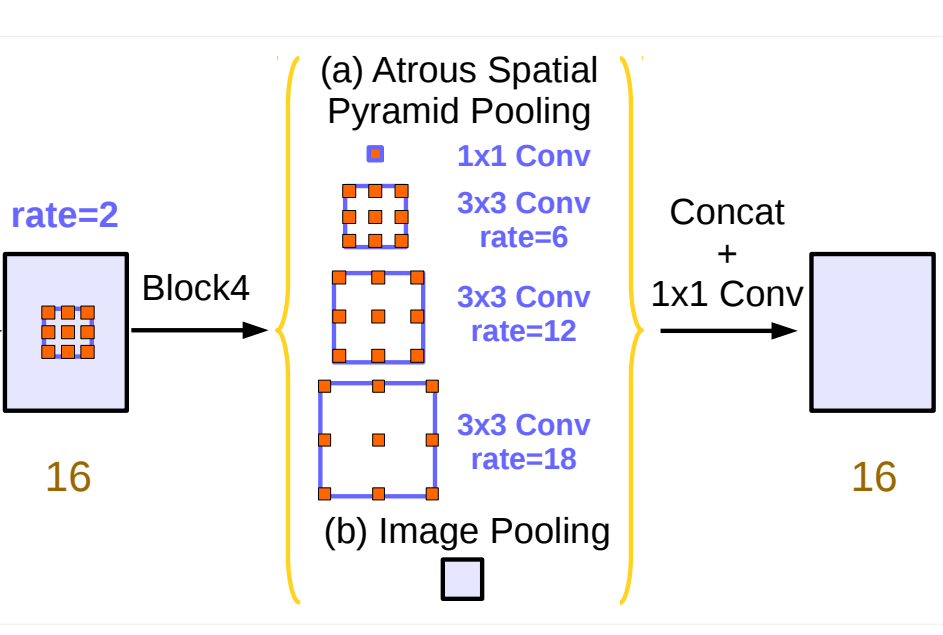 rate=2
16
Block4
(a) Atrous Spatial
Pyramid Pooling
1x1 Conv
3x3 Conv
rate=6
3x3 Conv
rate=12
3x3 Conv
rate=18
(b) Image Pooling
Concat
+
1x1 Conv
16